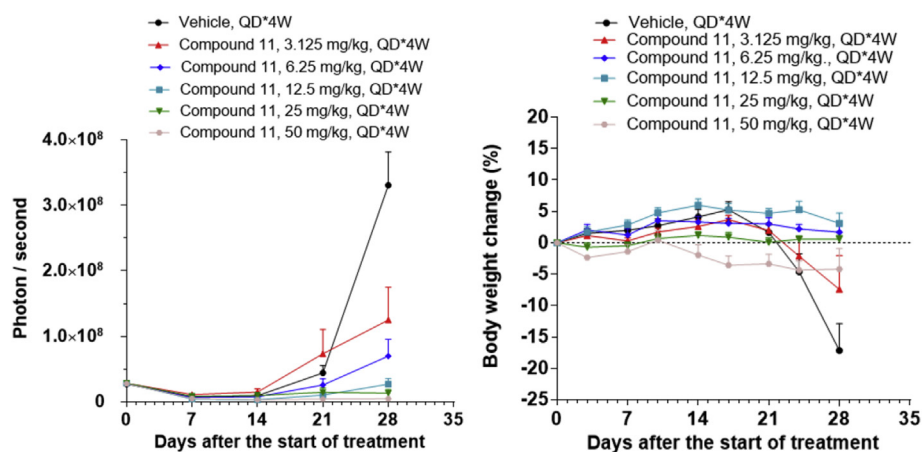 Vehicle, QD*4W
Compound 11, 3.125 mg/kg, QD*4W
Compound 11, 6.25 mg/kg, QD*4W
Compound 11, 12.5 mg/kg, QD*4W
Compound 11, 25 mg/kg, QD*4W
Compound 11, 50 mg/kg, QD*4W
4.0×10⁸
3.0×10⁸
2.0×10⁸
1.0×10⁸
0
Photon / second
0 7 14 21 28 35
Days after the start of treatment
Vehicle, QD*4W
Compound 11, 3.125 mg/kg, QD*4W
Compound 11, 6.25 mg/kg., QD*4W
Compound 11, 12.5 mg/kg, QD*4W
Compound 11, 25 mg/kg, QD*4W
Compound 11, 50 mg/kg, QD*4W
20
15
10
5
0
-5
-10
-15
-20
-25
Body weight change (%)
0 7 14 21 28 35
Days after the start of treatment